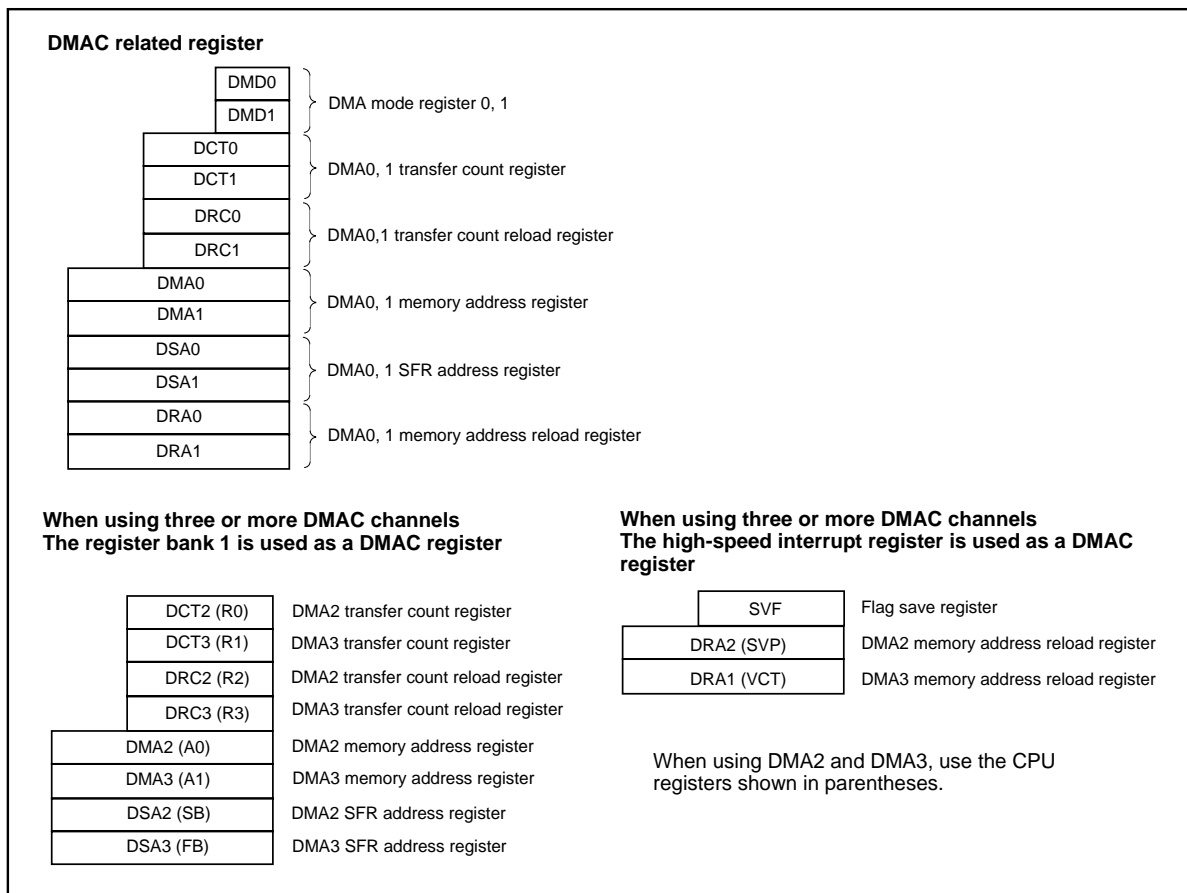 DMAC related register
DMD0
DMD1
DMA mode register 0, 1
DCT0
DCT1
DMA0, 1 transfer count register
DRC0
DRC1
DMA0,1 transfer count reload register
DMA0
DMA1
DMA0, 1 memory address register
DSA0
DSA1
DMA0, 1 SFR address register
DRA0
DRA1
DMA0, 1 memory address reload register
When using three or more DMAC channels
The register bank 1 is used as a DMAC register
DCT2 (R0) DMA2 transfer count register
DCT3 (R1) DMA3 transfer count register
DRC2 (R2) DMA2 transfer count reload register
DRC3 (R3) DMA3 transfer count reload register
DMA2 (A0) DMA2 memory address register
DMA3 (A1) DMA3 memory address register
DSA2 (SB) DMA2 SFR address register
DSA3 (FB) DMA3 SFR address register
When using three or more DMAC channels
The high-speed interrupt register is used as a DMAC
register
SVF Flag save register
DRA2 (SVP) DMA2 memory address reload register
DRA1 (VCT) DMA3 memory address reload register
When using DMA2 and DMA3, use the CPU
registers shown in parentheses.